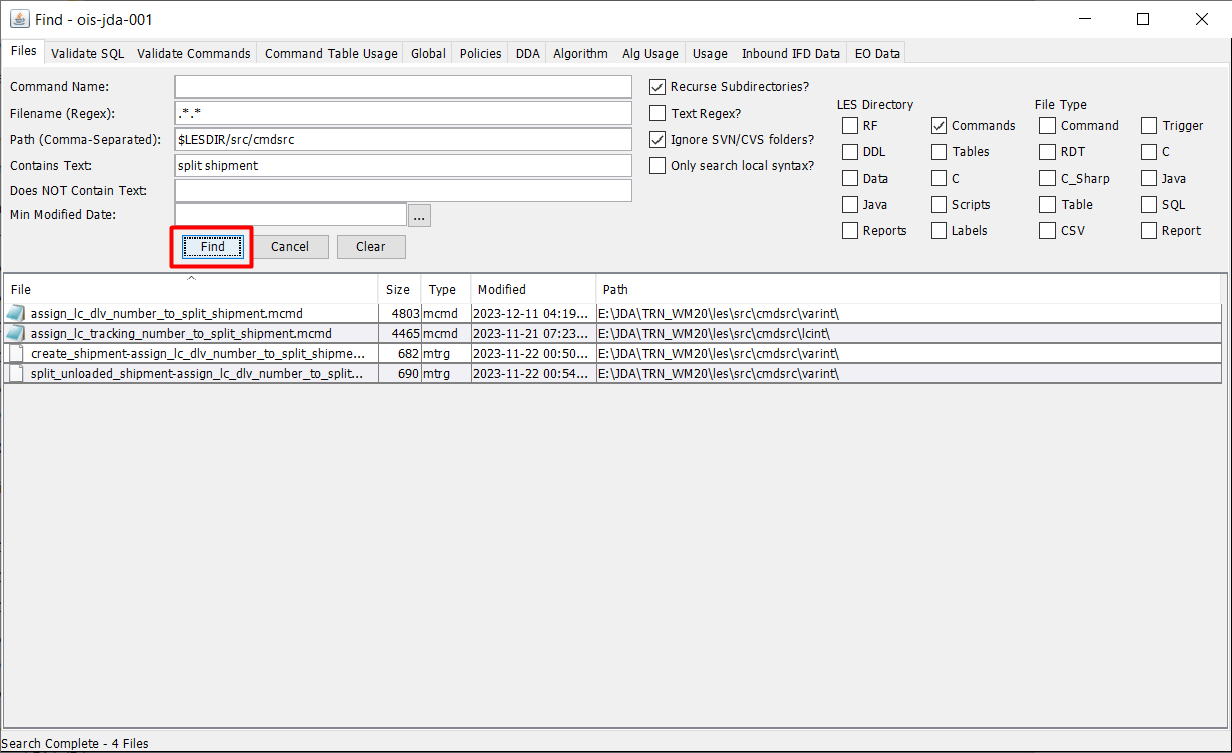 Find - ois-jda-001
Files Validate SQL Validate Commands Command Table Usage Global Policies DDA Algorithm Alg Usage Usage Inbound IFD Data EO Data
Command Name:
Filename (Regex): .*.*
Path (Comma-Separated): $LESDIR/src/cmdsrc
Contains Text: split shipment
Does NOT Contain Text:
Min Modified Date: ...
Find Cancel Clear
Recurse Subdirectories?
Text Regex?
Ignore SVN/CVS folders?
Only search local syntax?
LES Directory File Type
RF Commands Command Trigger
DDL Tables RDT C
Data C C_Sharp Java
Java Scripts Table SQL
Reports Labels CSV Report
File Size Type Modified Path
assign_lc_dlv_number_to_split_shipment.mcmd 4803 mcmd 2023-12-11 04:19... E:\JDA\TRN_WM20\les\src\cmdsrc\varint\
assign_lc_tracking_number_to_split_shipment.mcmd 4465 mcmd 2023-11-21 07:23... E:\JDA\TRN_WM20\les\src\cmdsrc\lcint\
create_shipment-assign_lc_dlv_number_to_split_shipme... 682 mtrg 2023-11-22 00:50... E:\JDA\TRN_WM20\les\src\cmdsrc\varint\
split_unloaded_shipment-assign_lc_dlv_number_to_split... 690 mtrg 2023-11-22 00:54... E:\JDA\TRN_WM20\les\src\cmdsrc\varint\
Search Complete - 4 Files